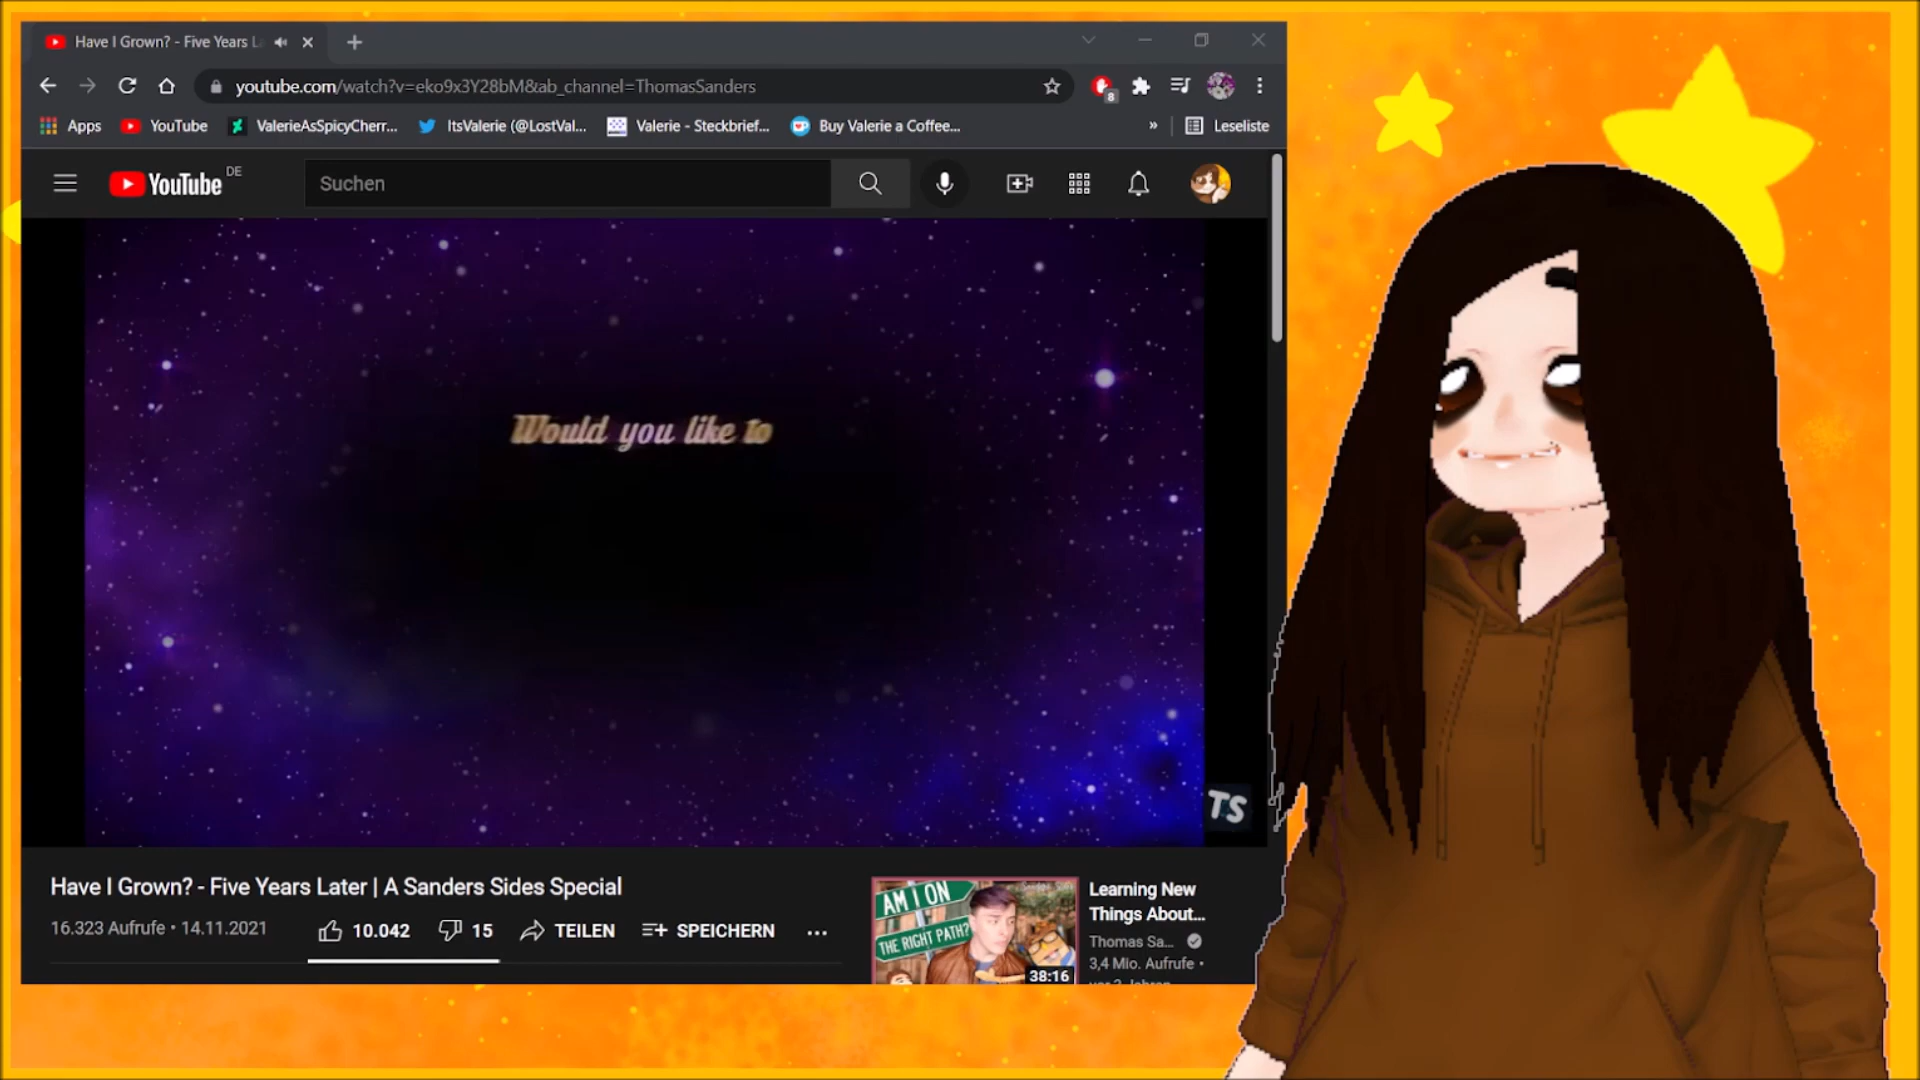 Have I Grown? - Five Years L
youtube.com/watch?v=eko9x3Y28bM&ab_channel=ThomasSanders
8
Apps
YouTube
ValerieAsSpicyCherr...
ItsValerie (@LostVal...
Valerie - Steckbrief...
Buy Valerie a Coffee...
»
Leseliste
YouTube DE
Suchen
Would you like to
TS
Have I Grown? - Five Years Later | A Sanders Sides Special
16.323 Aufrufe • 14.11.2021
10.042
15
TEILEN
SPEICHERN
AM I ON
THE RIGHT PATH?
38:16
Learning New
Things About...
Thomas Sa...
3,4 Mio. Aufrufe •